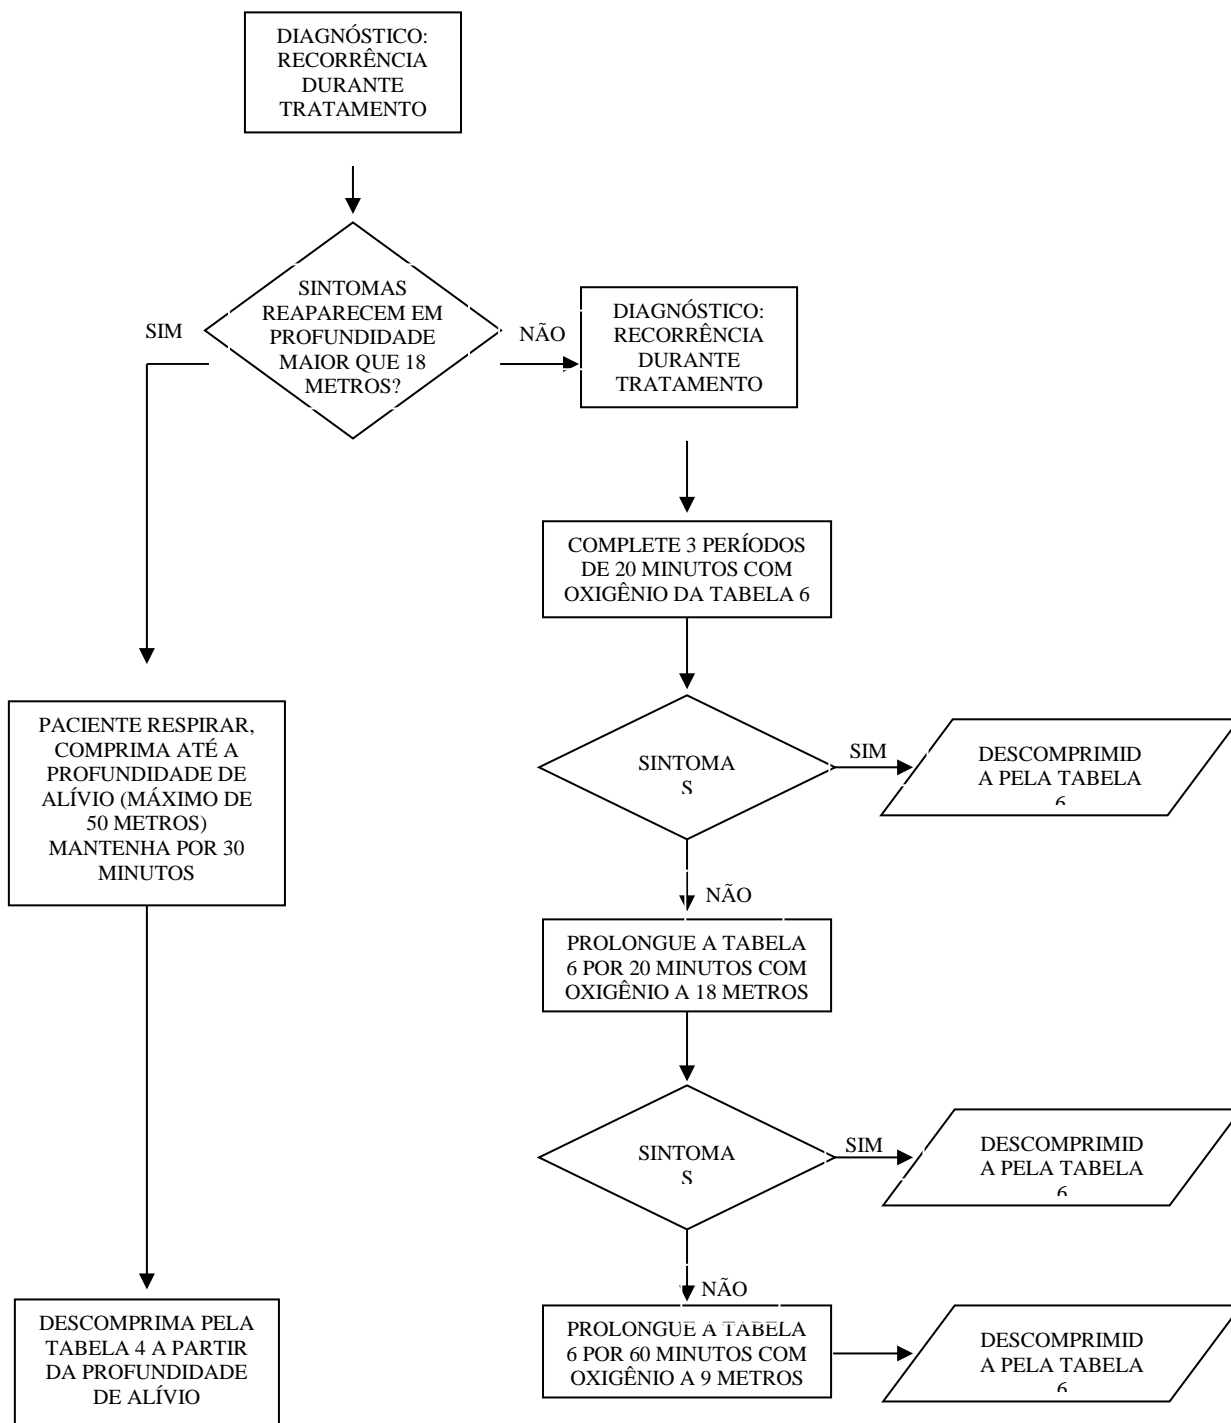 DIAGNÓSTICO:
RECORRÊNCIA
DURANTE
TRATAMENTO
SINTOMAS
REAPARECEM EM
PROFUNDIDADE
MAIOR QUE 18
METROS?
SIM
NÃO
DIAGNÓSTICO:
RECORRÊNCIA
DURANTE
TRATAMENTO
COMPLETE 3 PERÍODOS
DE 20 MINUTOS COM
OXIGÊNIO DA TABELA 6
PACIENTE RESPIRAR,
COMPRIMA ATÉ A
PROFUNDIDADE DE
ALÍVIO (MÁXIMO DE
50 METROS)
MANTENHA POR 30
MINUTOS
SINTOMA
S
SIM
DESCOMPRIMID
A PELA TABELA
6
NÃO
PROLONGUE A TABELA
6 POR 20 MINUTOS COM
OXIGÊNIO A 18 METROS
SINTOMA
S
SIM
DESCOMPRIMID
A PELA TABELA
6
NÃO
DESCOMPRIMA PELA
TABELA 4 A PARTIR
DA PROFUNDIDADE
DE ALÍVIO
PROLONGUE A TABELA
6 POR 60 MINUTOS COM
OXIGÊNIO A 9 METROS
DESCOMPRIMID
A PELA TABELA
6